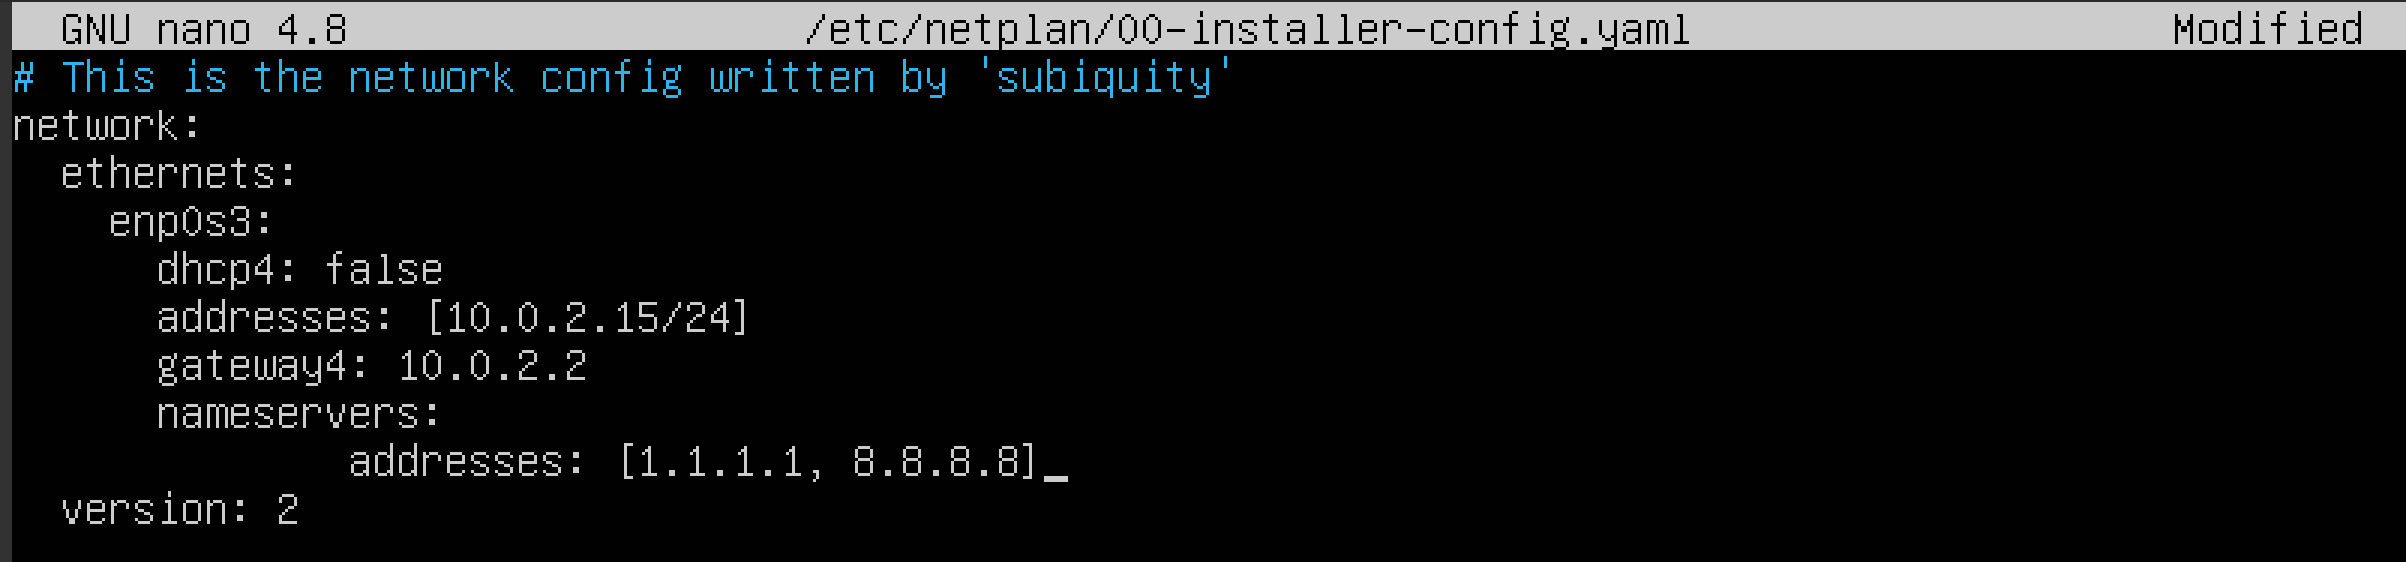 GNU nano 4.8 /etc/netplan/00-installer-config.yaml Modified
# This is the network config written by 'subiquity'
network:
  ethernets:
    enp0s3:
      dhcp4: false
      addresses: [10.0.2.15/24]
      gateway4: 10.0.2.2
      nameservers:
              addresses: [1.1.1.1, 8.8.8.8]
  version: 2